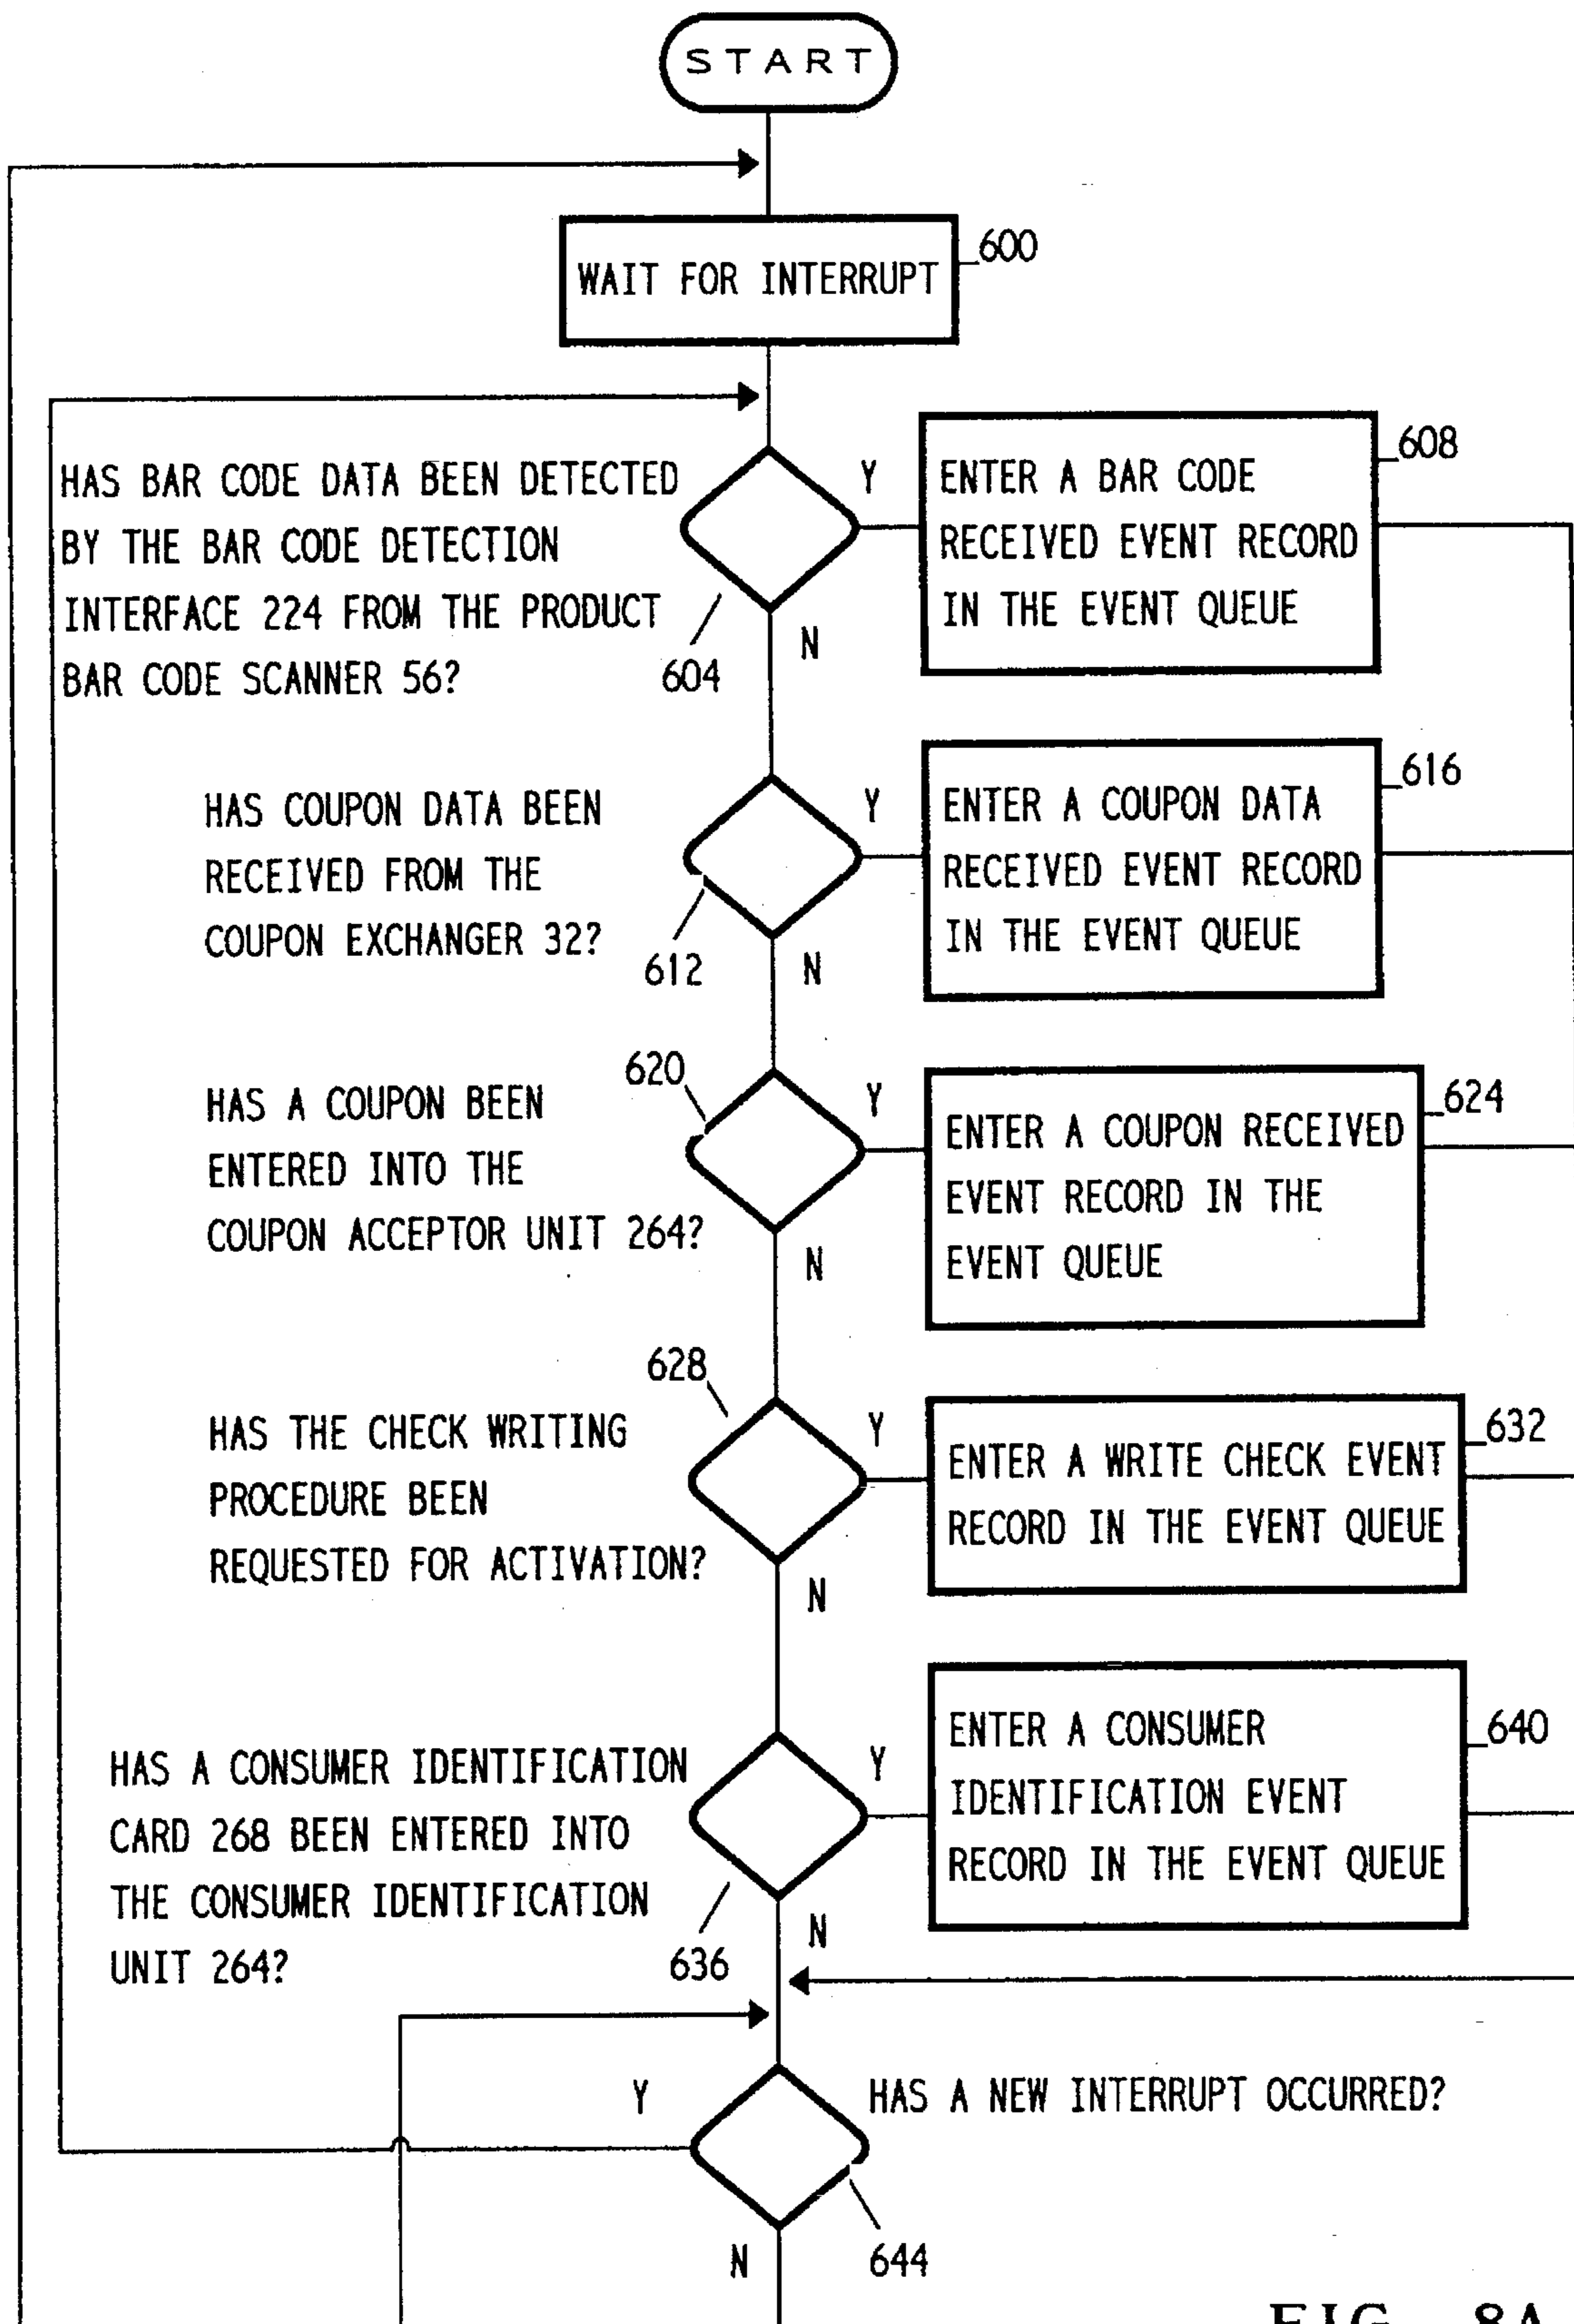 START
WAIT FOR INTERRUPT
600
HAS BAR CODE DATA BEEN DETECTED
BY THE BAR CODE DETECTION
INTERFACE 224 FROM THE PRODUCT
BAR CODE SCANNER 56?
604
Y
N
ENTER A BAR CODE
RECEIVED EVENT RECORD
IN THE EVENT QUEUE
608
HAS COUPON DATA BEEN
RECEIVED FROM THE
COUPON EXCHANGER 32?
612
Y
N
ENTER A COUPON DATA
RECEIVED EVENT RECORD
IN THE EVENT QUEUE
616
HAS A COUPON BEEN
ENTERED INTO THE
COUPON ACCEPTOR UNIT 264?
620
Y
N
ENTER A COUPON RECEIVED
EVENT RECORD IN THE
EVENT QUEUE
624
HAS THE CHECK WRITING
PROCEDURE BEEN
REQUESTED FOR ACTIVATION?
628
Y
N
ENTER A WRITE CHECK EVENT
RECORD IN THE EVENT QUEUE
632
HAS A CONSUMER IDENTIFICATION
CARD 268 BEEN ENTERED INTO
THE CONSUMER IDENTIFICATION
UNIT 264?
636
Y
N
ENTER A CONSUMER
IDENTIFICATION EVENT
RECORD IN THE EVENT QUEUE
640
Y
HAS A NEW INTERRUPT OCCURRED?
N
644
FIG. 8A